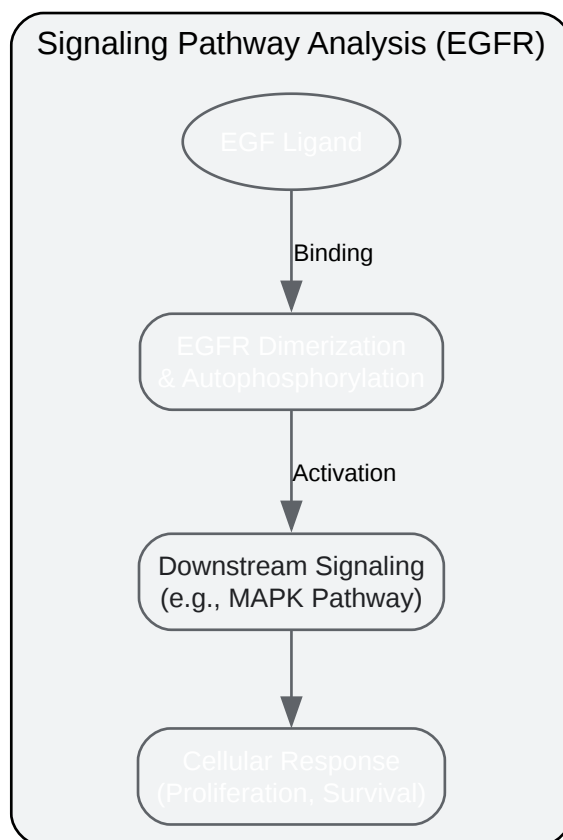 Signaling Pathway Analysis (EGFR)
EGF Ligand
Binding
EGFR Dimerization
& Autophosphorylation
Activation
Downstream Signaling
(e.g., MAPK Pathway)
Cellular Response
(Proliferation, Survival)